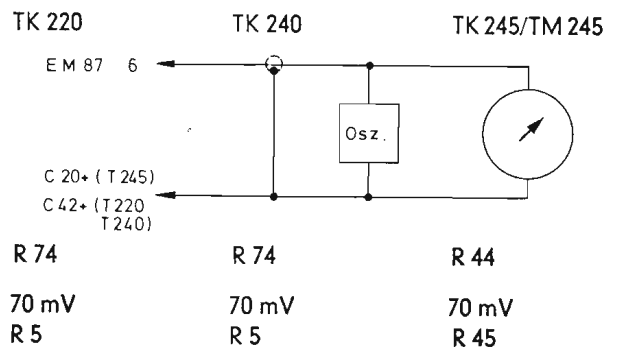 TK 220 TK 240 TK 245/TM 245
EM 87 6
Osz.
C 20+ (T 245)
C 42+ (T 220
T 240)
R 74 R 74 R 44
70 mV 70 mV 70 mV
R 5 R 5 R 45